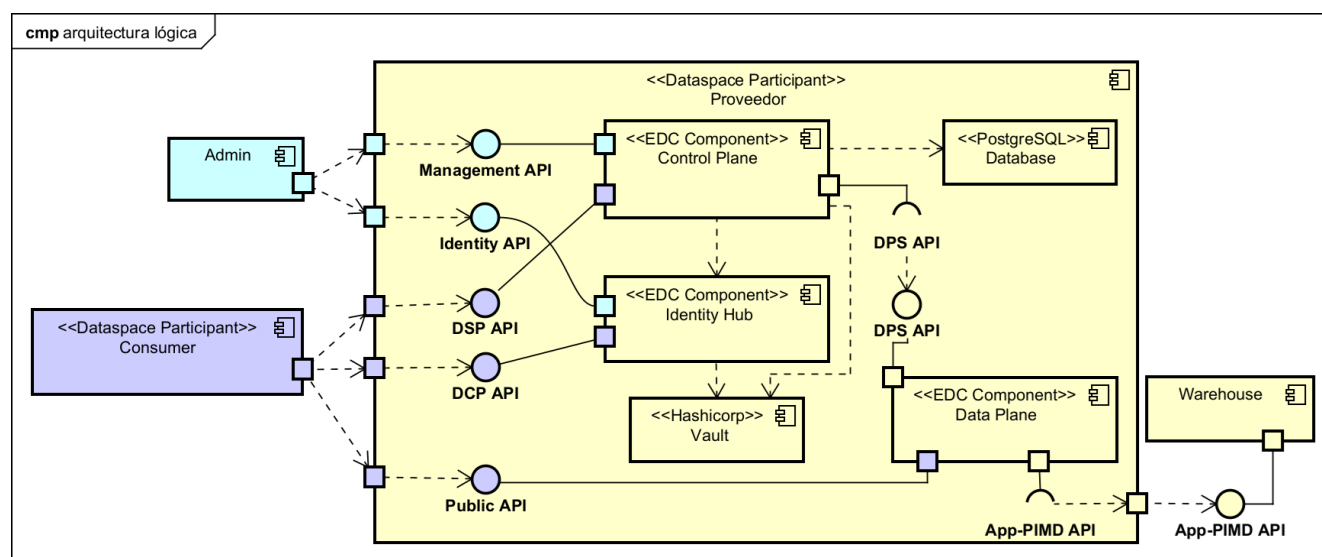 cmp arquitectura lógica
<<Dataspace Participant>>
Proveedor
Admin
Management API
<<EDC Component>>
Control Plane
<<PostgreSQL>>
Database
Identity API
DPS API
<<Dataspace Participant>>
Consumer
DSP API
<<EDC Component>>
Identity Hub
DPS API
DCP API
<<Hashicorp>>
Vault
<<EDC Component>>
Data Plane
Warehouse
Public API
App-PIMD API
App-PIMD API